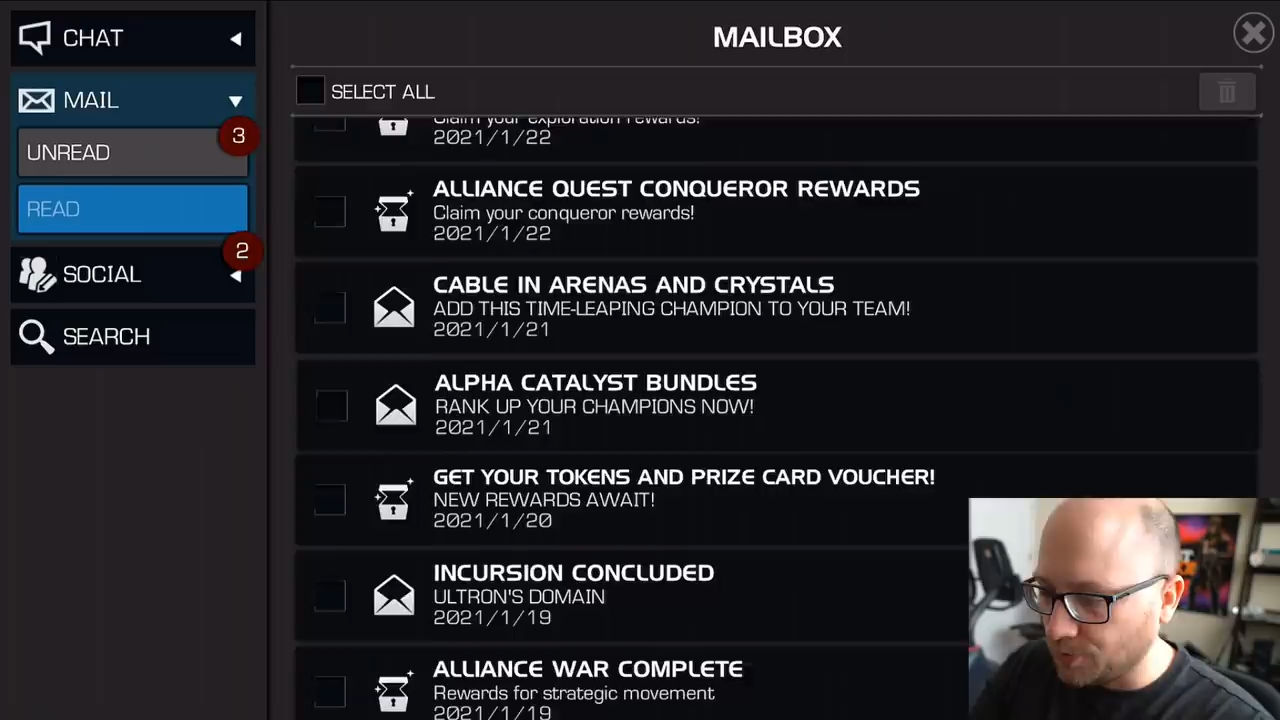 CHAT
MAIL
UNREAD
3
READ
SOCIAL
2
SEARCH
MAILBOX
SELECT ALL
Claim your exploration rewards!
2021/1/22
ALLIANCE QUEST CONQUEROR REWARDS
Claim your conqueror rewards!
2021/1/22
CABLE IN ARENAS AND CRYSTALS
ADD THIS TIME-LEAPING CHAMPION TO YOUR TEAM!
2021/1/21
ALPHA CATALYST BUNDLES
RANK UP YOUR CHAMPIONS NOW!
2021/1/21
GET YOUR TOKENS AND PRIZE CARD VOUCHER!
NEW REWARDS AWAIT!
2021/1/20
INCURSION CONCLUDED
ULTRON'S DOMAIN
2021/1/19
ALLIANCE WAR COMPLETE
Rewards for strategic movement
2021/1/19